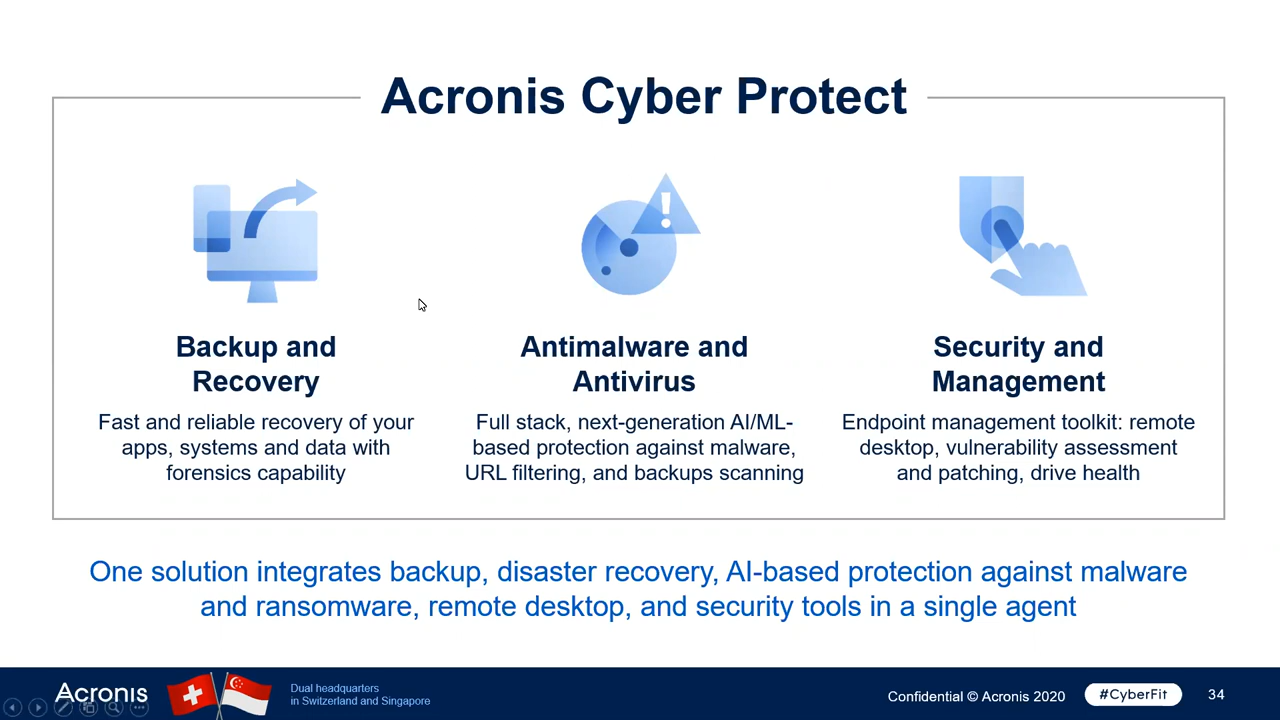 Acronis Cyber Protect
Backup and
Recovery
Fast and reliable recovery of your
apps, systems and data with
forensics capability
Antimalware and
Antivirus
Full stack, next-generation AI/ML-
based protection against malware,
URL filtering, and backups scanning
Security and
Management
Endpoint management toolkit: remote
desktop, vulnerability assessment
and patching, drive health
One solution integrates backup, disaster recovery, AI-based protection against malware
and ransomware, remote desktop, and security tools in a single agent
Acronis
Dual headquarters
in Switzerland and Singapore
Confidential © Acronis 2020
#CyberFit
34